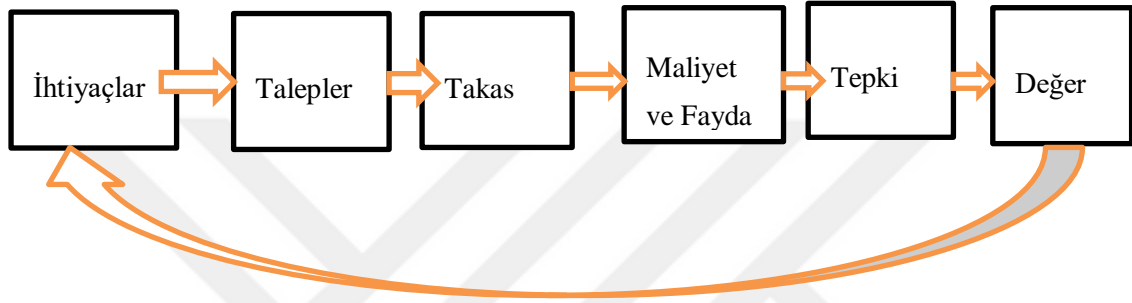 İhtiyaçlar
Talepler
Takas
Maliyet
ve Fayda
Tepki
Değer